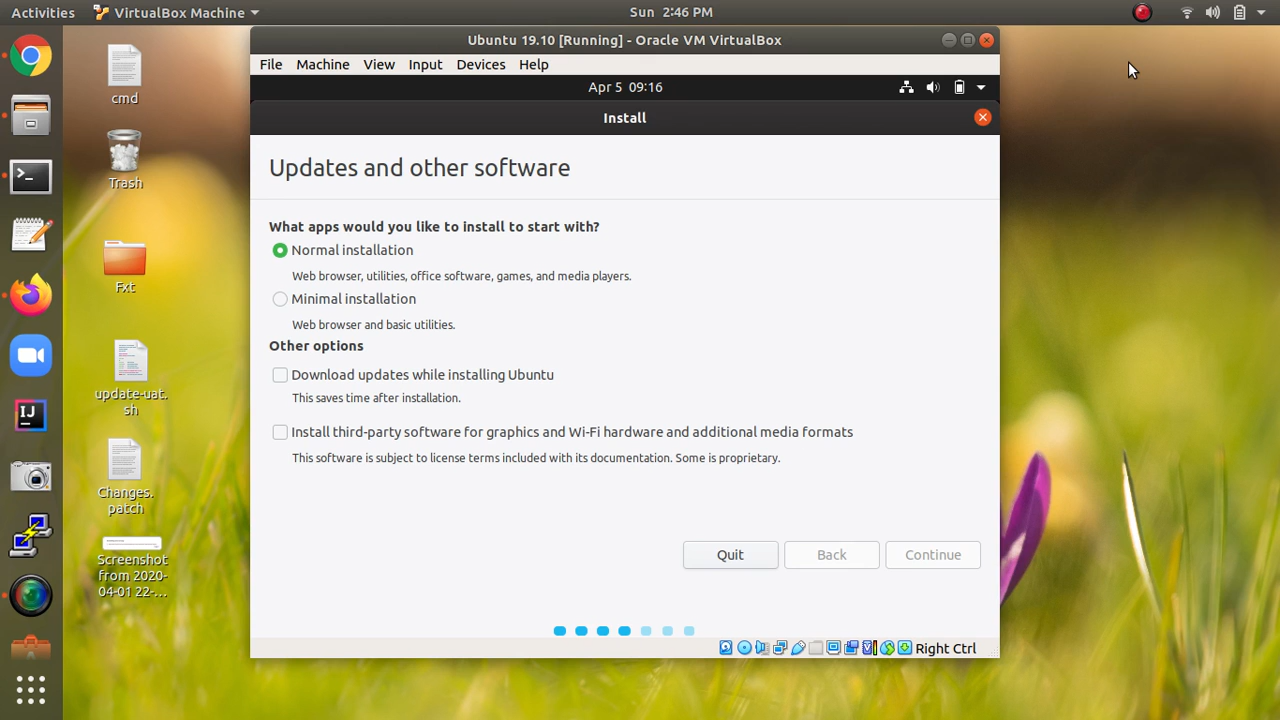 Activities
VirtualBox Machine
Sun 2:46 PM
cmd
Trash
Fxt
update-uat.
sh
Changes.
patch
Screenshot
from 2020-
04-01 22-...
IJ
Ubuntu 19.10 [Running] - Oracle VM VirtualBox
File Machine View Input Devices Help
Apr 5 09:16
Install
Updates and other software
What apps would you like to install to start with?
Normal installation
Web browser, utilities, office software, games, and media players.
Minimal installation
Web browser and basic utilities.
Other options
Download updates while installing Ubuntu
This saves time after installation.
Install third-party software for graphics and Wi-Fi hardware and additional media formats
This software is subject to license terms included with its documentation. Some is proprietary.
Quit
Back
Continue
Right Ctrl